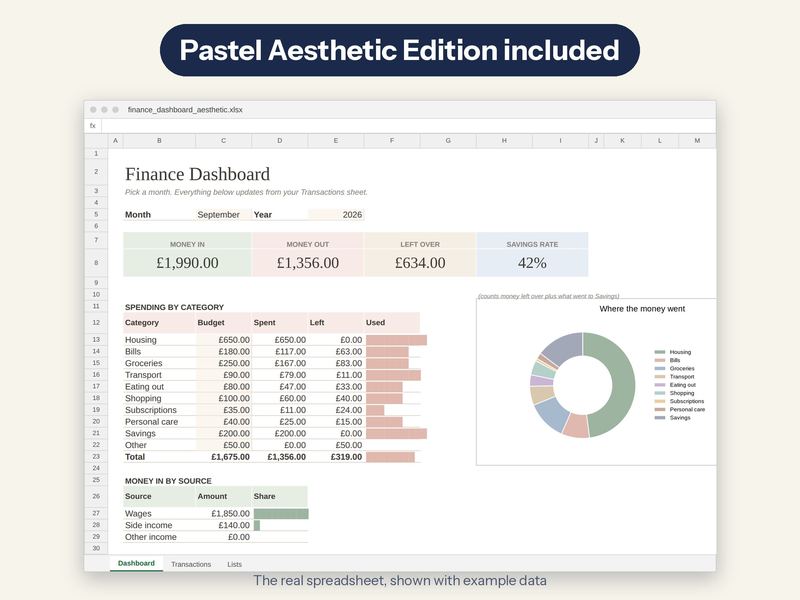 Pastel Aesthetic Edition included
finance_dashboard_aesthetic.xlsx
fx
A B C D E F G H I J K L M
1
2 Finance Dashboard
3 Pick a month. Everything below updates from your Transactions sheet.
4
5 Month September Year 2026
6
7 MONEY IN MONEY OUT LEFT OVER SAVINGS RATE
8 £1,990.00 £1,356.00 £634.00 42%
9
10 (counts money left over plus what went to Savings)
11 SPENDING BY CATEGORY Where the money went
12 Category Budget Spent Left Used
13 Housing £650.00 £650.00 £0.00
14 Bills £180.00 £117.00 £63.00
15 Groceries £250.00 £167.00 £83.00
16 Transport £90.00 £79.00 £11.00
17 Eating out £80.00 £47.00 £33.00
18 Shopping £100.00 £60.00 £40.00
19 Subscriptions £35.00 £11.00 £24.00
20 Personal care £40.00 £25.00 £15.00
21 Savings £200.00 £200.00 £0.00
22 Other £50.00 £0.00 £50.00
23 Total £1,675.00 £1,356.00 £319.00
Housing
Bills
Groceries
Transport
Eating out
Shopping
Subscriptions
Personal care
Savings
24
25 MONEY IN BY SOURCE
26 Source Amount Share
27 Wages £1,850.00
28 Side income £140.00
29 Other income £0.00
30
Dashboard Transactions Lists
The real spreadsheet, shown with example data